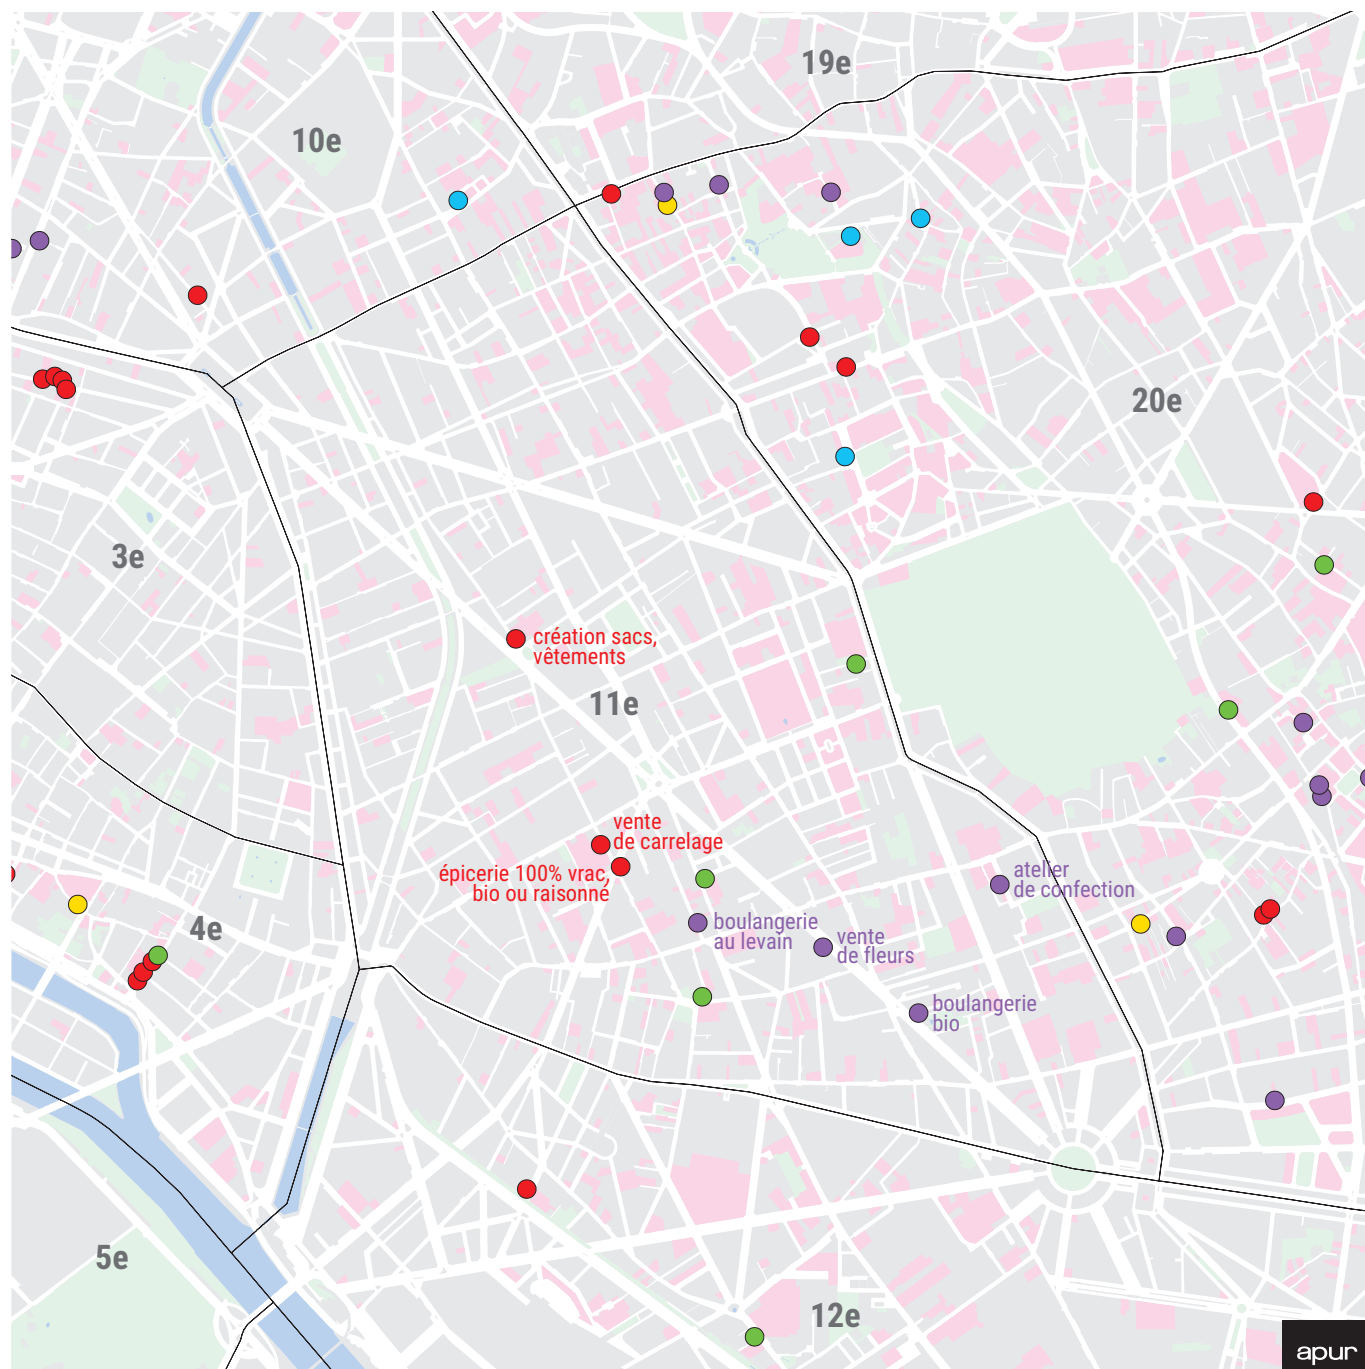 19e
10e
20e
3e
création sacs,
vêtements
11e
vente
de carrelage
épicerie 100% vrac,
bio ou raisonné
atelier
de confection
boulangerie
au levain
vente
de fleurs
4e
boulangerie
bio
5e
12e
apur